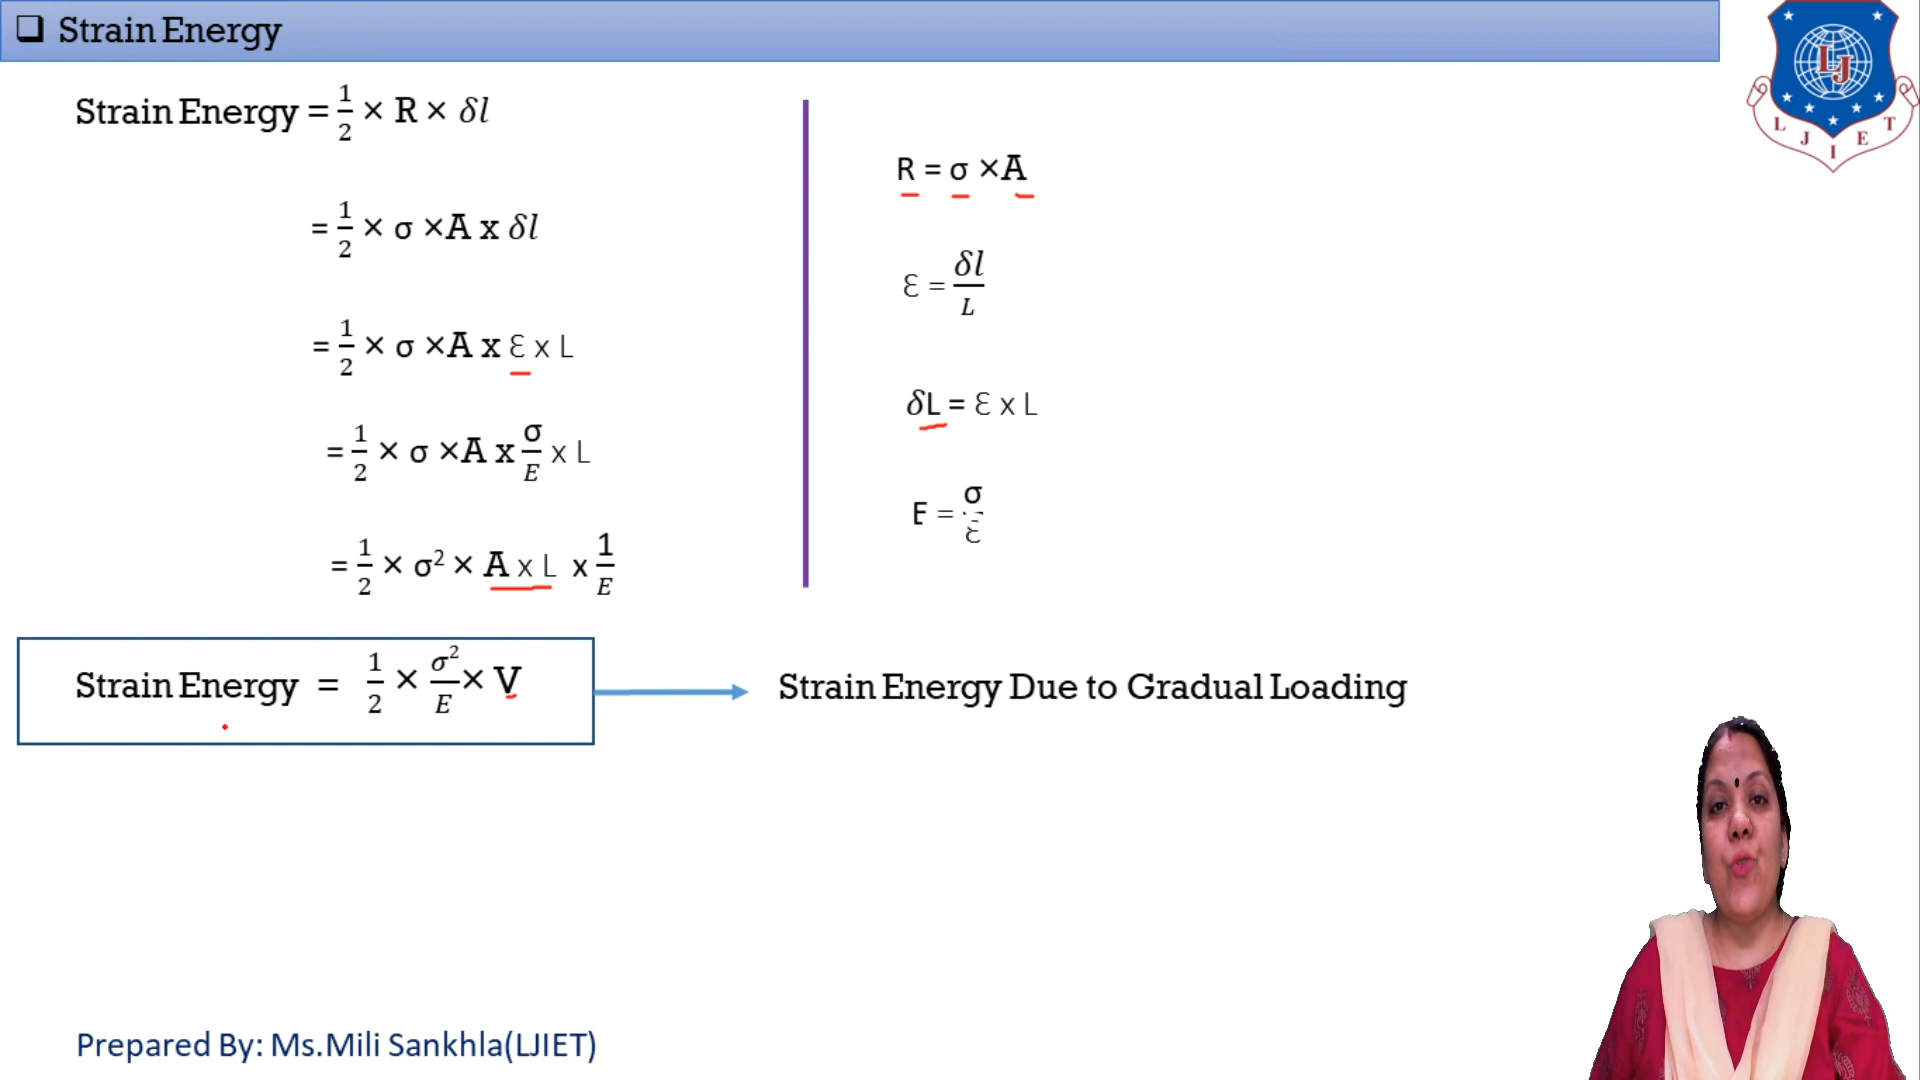 ❑ Strain Energy
Strain Energy = 1/2 × R × δl
= 1/2 × σ ×A x δl
= 1/2 × σ ×A x Ɛ x L
= 1/2 × σ ×A x σ/E x L
= 1/2 × σ² × A x L x 1/E
R = σ ×A
Ɛ = δl/L
δL = Ɛ x L
E = σ/Ɛ
Strain Energy = 1/2 × σ²/E × V
Strain Energy Due to Gradual Loading
Prepared By: Ms.Mili Sankhla(LJIET)
LJ
L J I E T